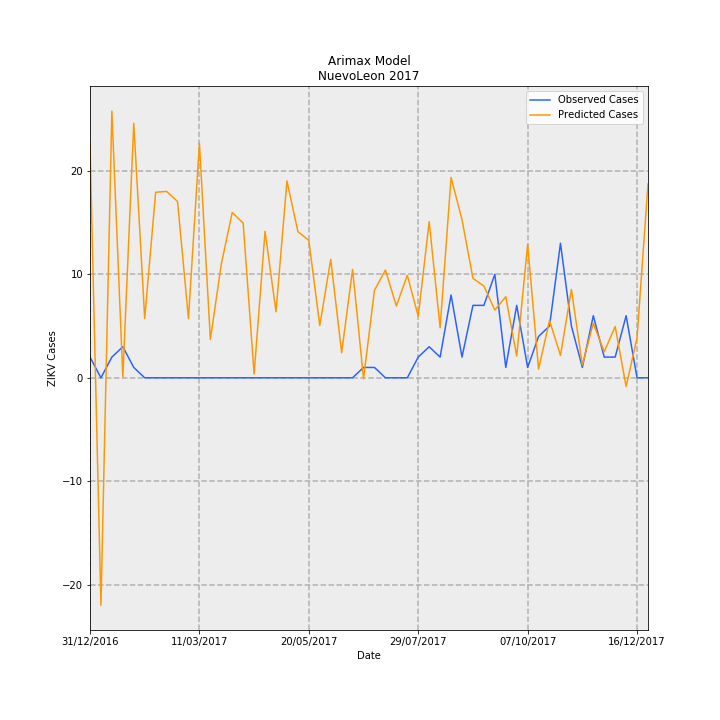 Arimax Model
NuevoLeon 2017
Observed Cases
Predicted Cases
ZIKV Cases
20
10
0
−10
−20
31/12/2016
11/03/2017
20/05/2017
29/07/2017
07/10/2017
16/12/2017
Date